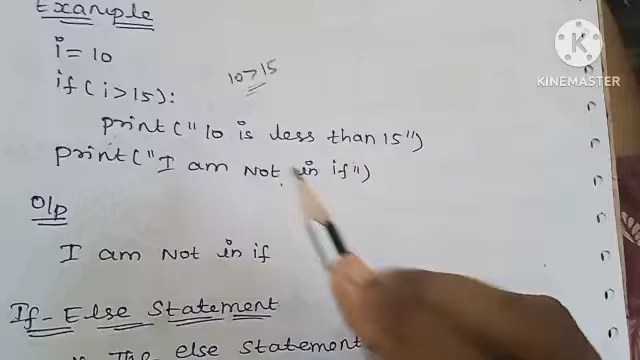 Example
i = 10
if (i > 15):
10 > 15
print ("10 is less than 15")
print ("I am Not in if")
O/p
I am Not in if
If-Else Statement
The else statement
KINEMASTER